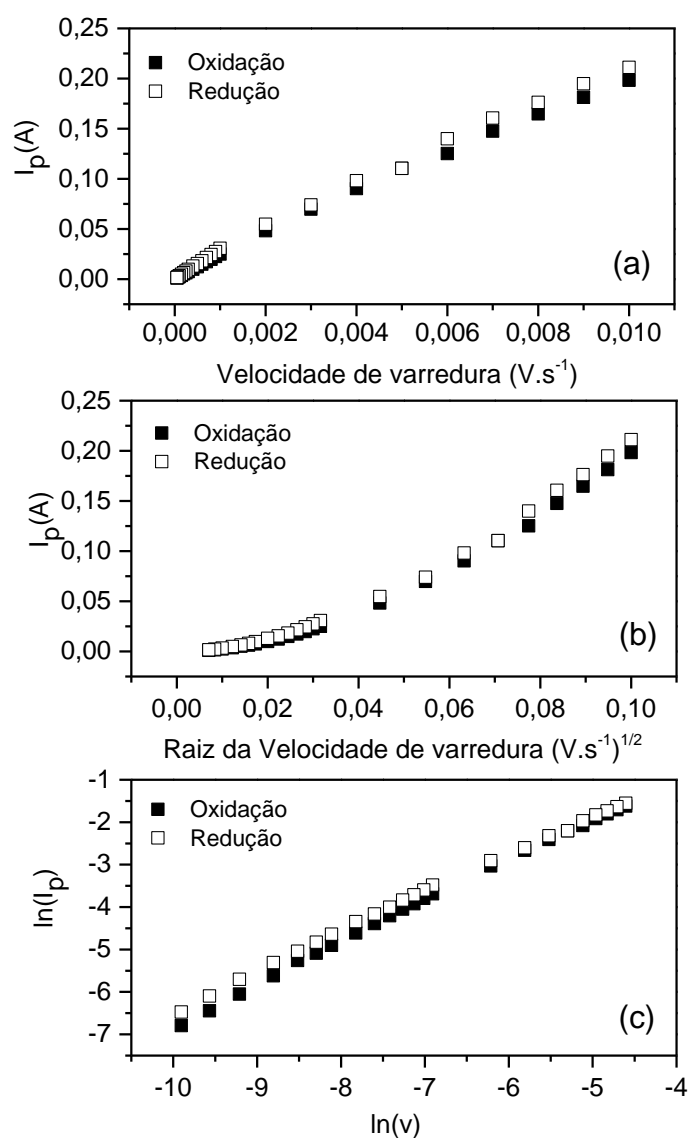 0,25
0,20
0,15
0,10
0,05
0,00
I_p(A)
Oxidação
Redução
(a)
0,000 0,002 0,004 0,006 0,008 0,010
Velocidade de varredura (V.s⁻¹)
0,25
0,20
0,15
0,10
0,05
0,00
I_p(A)
Oxidação
Redução
(b)
0,00 0,02 0,04 0,06 0,08 0,10
Raiz da Velocidade de varredura (V.s⁻¹)¹ᐟ²
-1
-2
-3
-4
-5
-6
-7
ln(I_p)
Oxidação
Redução
(c)
-10 -9 -8 -7 -6 -5 -4
ln(v)